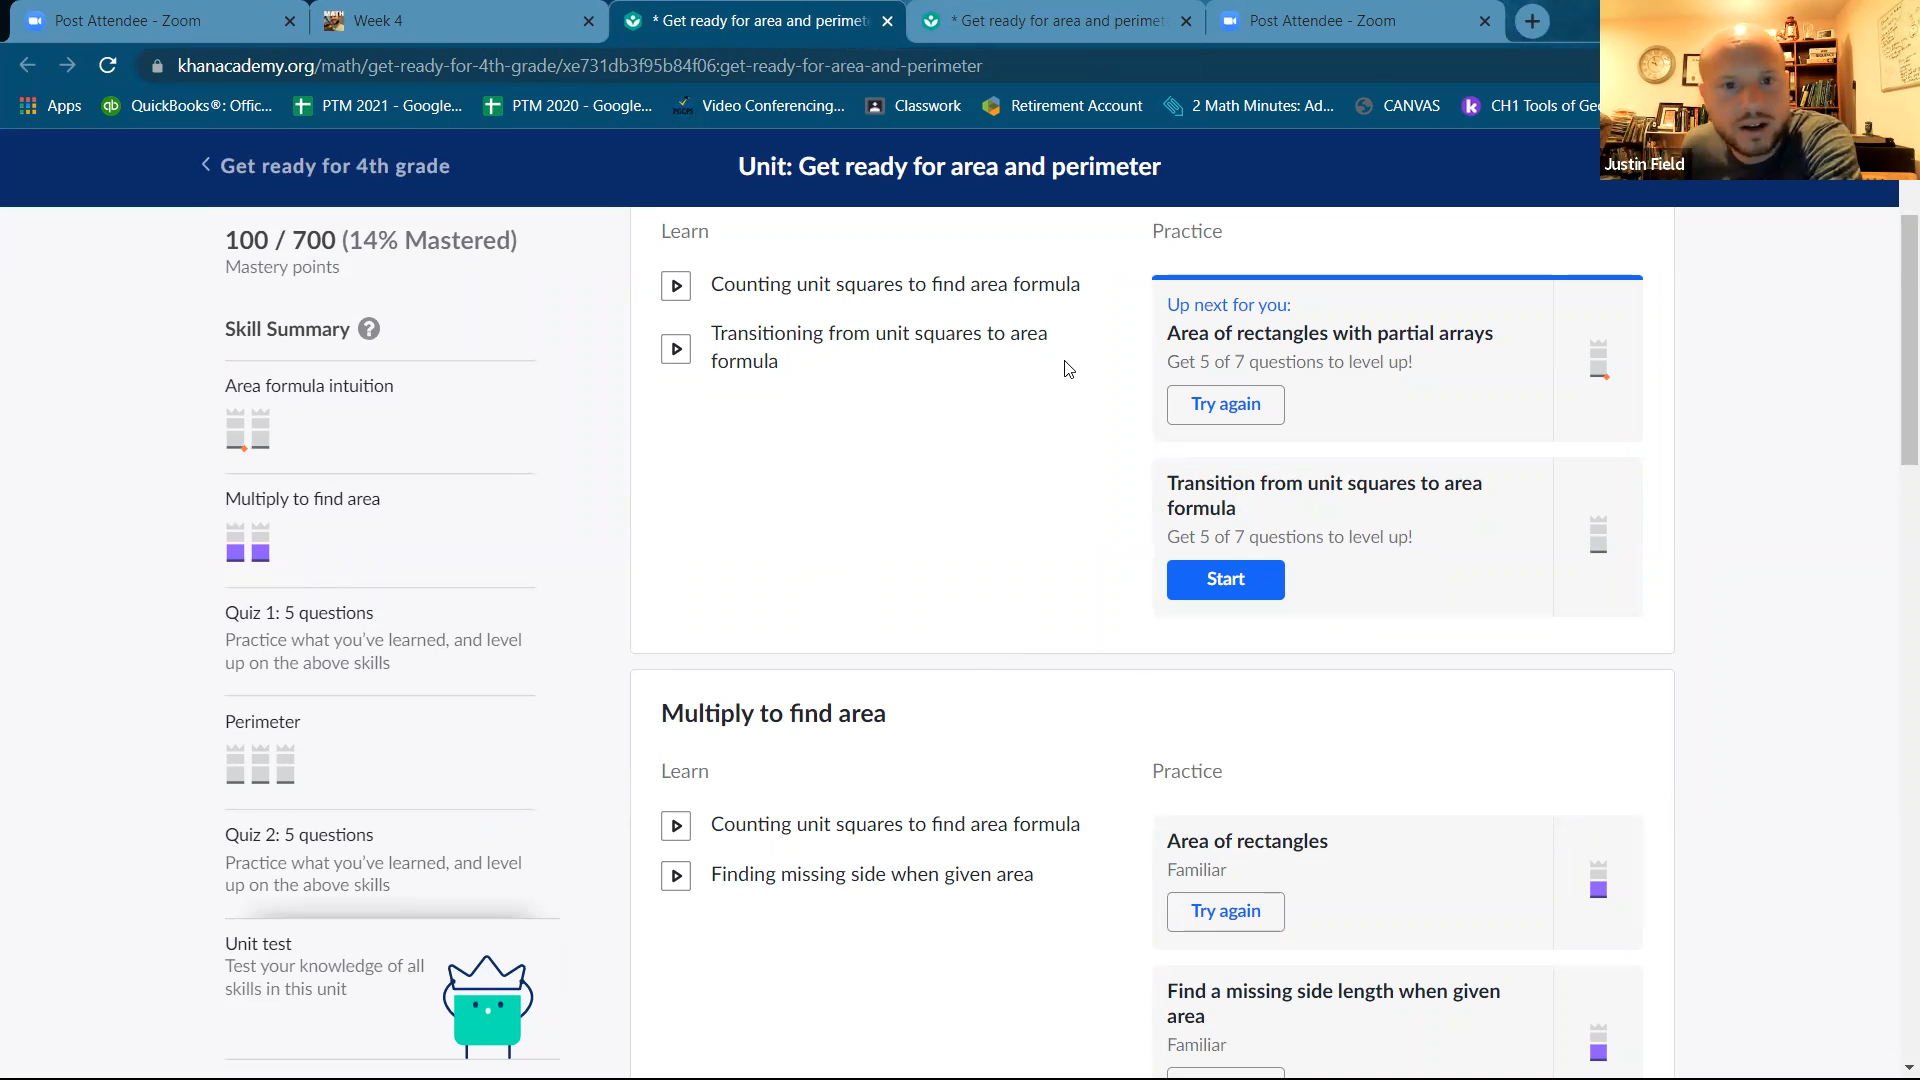 Post Attendee - Zoom
Week 4
* Get ready for area and perimet
* Get ready for area and perimet
Post Attendee - Zoom
khanacademy.org/math/get-ready-for-4th-grade/xe731db3f95b84f06:get-ready-for-area-and-perimeter
Apps
QuickBooks®: Offic...
PTM 2021 - Google...
PTM 2020 - Google...
Video Conferencing...
Classwork
Retirement Account
2 Math Minutes: Ad...
CANVAS
CH1 Tools of Geo
Justin Field
Get ready for 4th grade
Unit: Get ready for area and perimeter
100 / 700 (14% Mastered)
Mastery points
Skill Summary ?
Area formula intuition
Multiply to find area
Quiz 1: 5 questions
Practice what you've learned, and level
up on the above skills
Perimeter
Quiz 2: 5 questions
Practice what you've learned, and level
up on the above skills
Unit test
Test your knowledge of all
skills in this unit
Learn
Counting unit squares to find area formula
Transitioning from unit squares to area
formula
Practice
Up next for you:
Area of rectangles with partial arrays
Get 5 of 7 questions to level up!
Try again
Transition from unit squares to area
formula
Get 5 of 7 questions to level up!
Start
Multiply to find area
Learn
Counting unit squares to find area formula
Finding missing side when given area
Practice
Area of rectangles
Familiar
Try again
Find a missing side length when given
area
Familiar